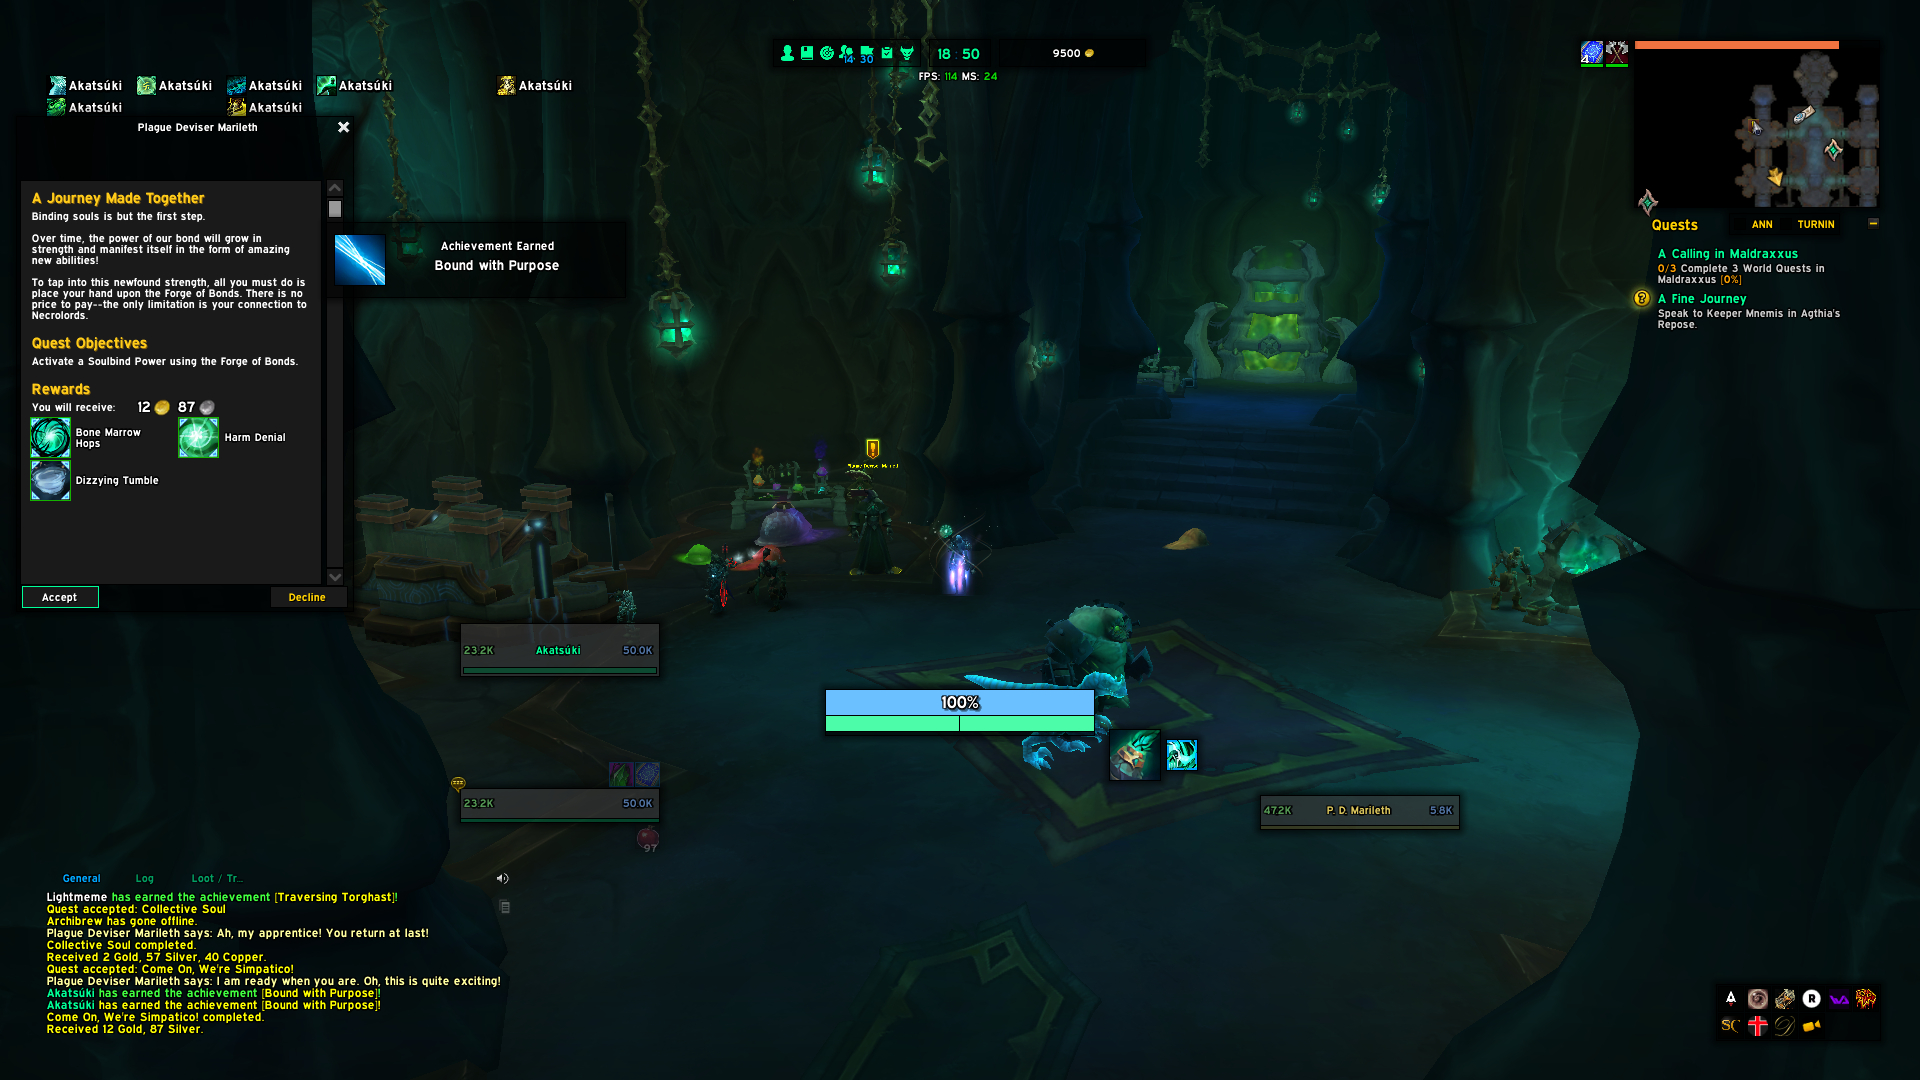 18 : 50
9500
14 30
FPS: 114 MS: 24
Akatsúki Akatsúki Akatsúki Akatsúki Akatsúki
Akatsúki Akatsúki
Plague Deviser Marileth
A Journey Made Together
Binding souls is but the first step.
Over time, the power of our bond will grow in
strength and manifest itself in the form of amazing
new abilities!
To tap into this newfound strength, all you must do is
place your hand upon the Forge of Bonds. There is no
price to pay--the only limitation is your connection to
Necrolords.
Quest Objectives
Activate a Soulbind Power using the Forge of Bonds.
Rewards
You will receive: 12 87
Bone Marrow
Hops
Harm Denial
Dizzying Tumble
Accept
Decline
Achievement Earned
Bound with Purpose
4
Quests
ANN TURNIN
A Calling in Maldraxxus
0/3 Complete 3 World Quests in
Maldraxxus [0%]
A Fine Journey
Speak to Keeper Mnemis in Agthia's
Repose.
23.2K Akatsúki 50.0K
100%
23.2K 50.0K
97
47.2K P. D. Marileth 5.8K
General Log Loot / Tr...
Lightmeme has earned the achievement [Traversing Torghast]!
Quest accepted: Collective Soul
Archibrew has gone offline.
Plague Deviser Marileth says: Ah, my apprentice! You return at last!
Collective Soul completed.
Received 2 Gold, 57 Silver, 40 Copper.
Quest accepted: Come On, We're Simpatico!
Plague Deviser Marileth says: I am ready when you are. Oh, this is quite exciting!
Akatsúki has earned the achievement [Bound with Purpose]!
Akatsúki has earned the achievement [Bound with Purpose]!
Come On, We're Simpatico! completed.
Received 12 Gold, 87 Silver.
R
SC